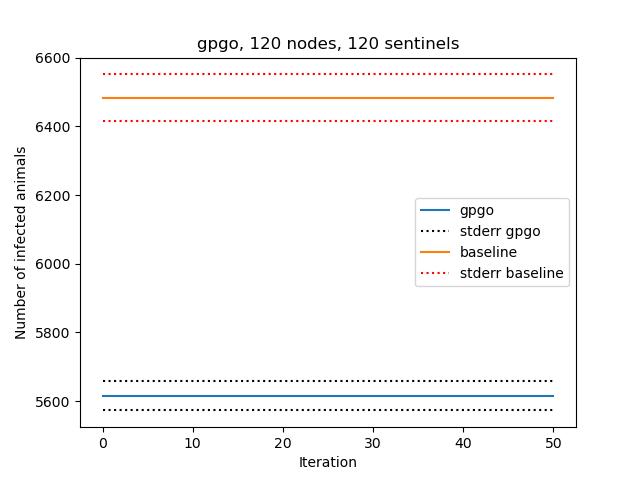 gpgo, 120 nodes, 120 sentinels
6600
6400
6200
6000
5800
5600
Number of infected animals
gpgo
stderr gpgo
baseline
stderr baseline
0 10 20 30 40 50
Iteration